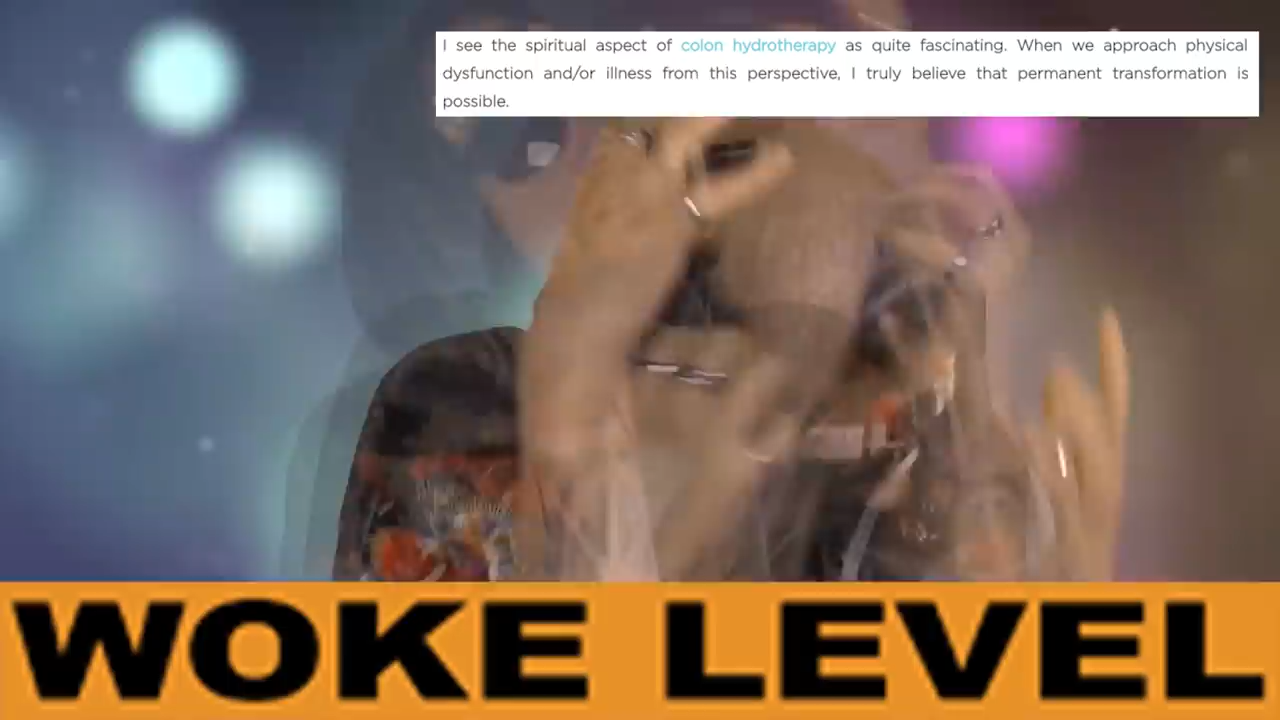 I see the spiritual aspect of colon hydrotherapy as quite fascinating. When we approach physical
dysfunction and/or illness from this perspective, I truly believe that permanent transformation is
possible.
WOKE LEVEL